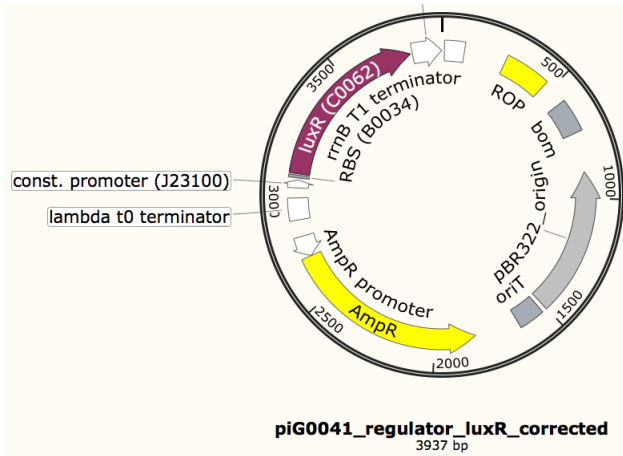 luxR (C0062)
rrnB T1 terminator
RBS (B0034)
const. promoter (J23100)
lambda t0 terminator
AmpR promoter
AmpR
ROP
bom
pBR322_origin
oriT
500
1000
1500
2000
2500
3000
3500
piG0041_regulator_luxR_corrected
3937 bp